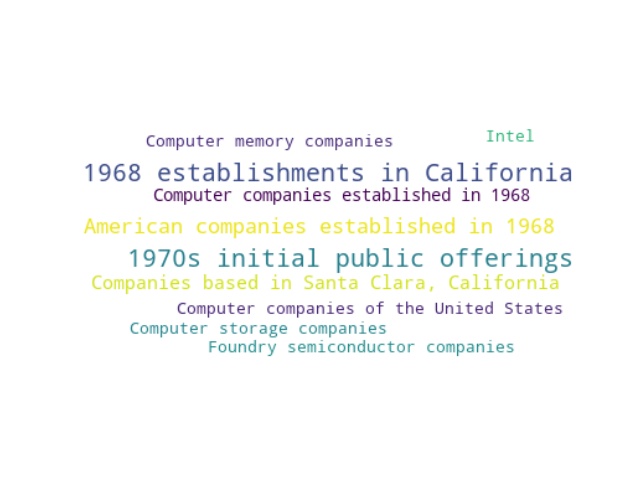 Computer memory companies
Intel
1968 establishments in California
Computer companies established in 1968
American companies established in 1968
1970s initial public offerings
Companies based in Santa Clara, California
Computer companies of the United States
Computer storage companies
Foundry semiconductor companies